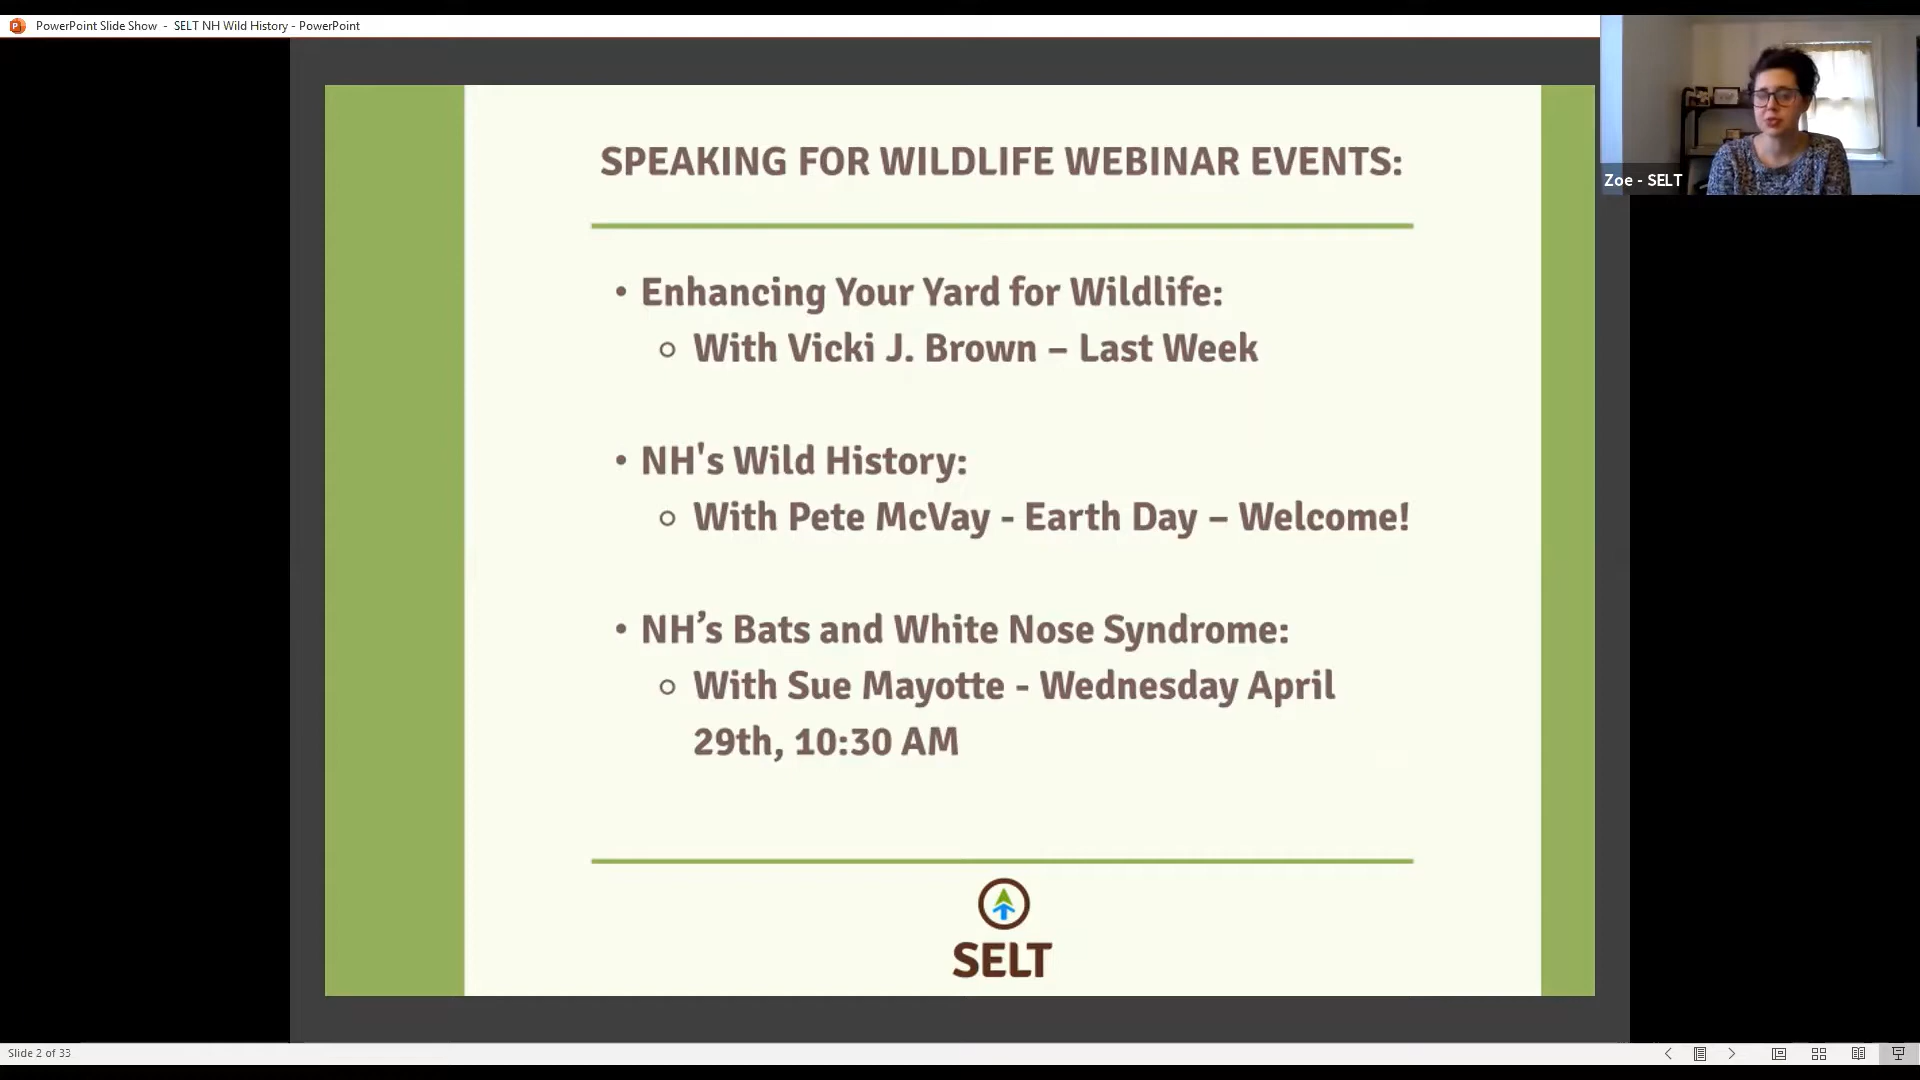 PowerPoint Slide Show - SELT NH Wild History - PowerPoint
Zoe - SELT
SPEAKING FOR WILDLIFE WEBINAR EVENTS:
• Enhancing Your Yard for Wildlife:
○ With Vicki J. Brown – Last Week
• NH's Wild History:
○ With Pete McVay - Earth Day – Welcome!
• NH’s Bats and White Nose Syndrome:
○ With Sue Mayotte - Wednesday April
29th, 10:30 AM
SELT
Slide 2 of 33